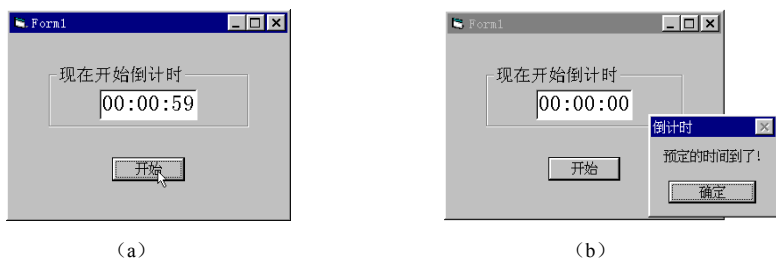 Form1
现在开始倒计时
00:00:59
开始
(a)
Form1
现在开始倒计时
00:00:00
开始
倒计时
预定的时间到了!
确定
(b)